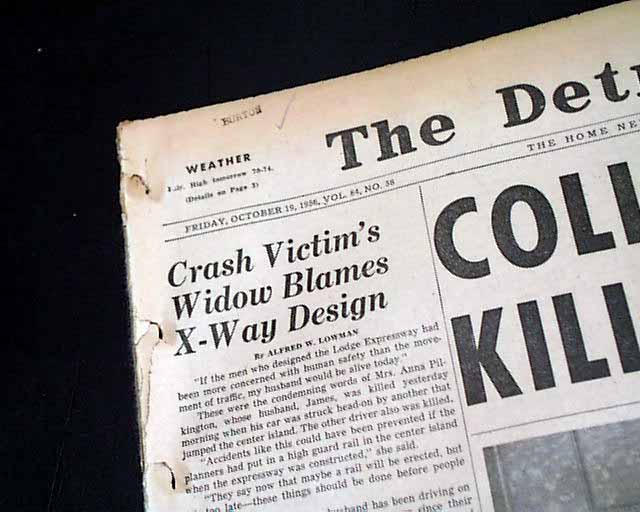 BURTON
WEATHER
High tomorrow 70-74.
(Details on Page 3)
The Det
THE HOME NE
FRIDAY, OCTOBER 19, 1956, VOL. 84, NO. 58
COLL
KILL
Crash Victim's
Widow Blames
X-Way Design
By ALFRED W. LOWMAN
"If the men who designed the Lodge Expressway had
been more concerned with human safety than the move-
ment of traffic, my husband would be alive today."
These were the condemning words of Mrs. Anna Pil-
kington, whose husband, James, was killed yesterday
morning when his car was struck head-on by another that
jumped the center island. The other driver also was killed.
"Accidents like this could have been prevented if the
planners had put in a high guard rail in the center island
when the expressway was constructed," she said.
"They say now that maybe a rail will be erected, but
too late—these things should be done before people
husband has been driving on
since their